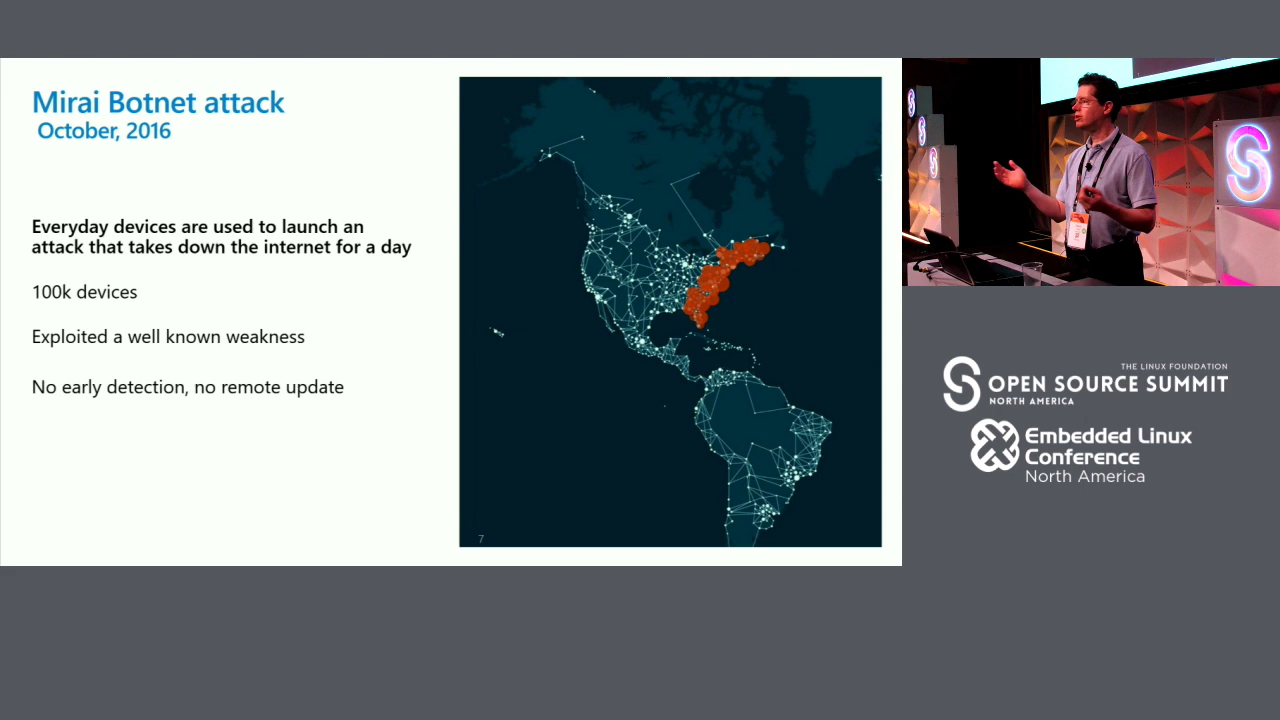 Mirai Botnet attack
October, 2016
Everyday devices are used to launch an
attack that takes down the internet for a day
100k devices
Exploited a well known weakness
No early detection, no remote update
7
THE LINUX FOUNDATION
OPEN SOURCE SUMMIT
NORTH AMERICA
Embedded Linux
Conference
North America